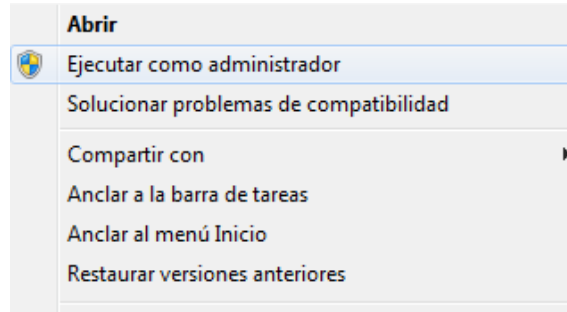 Abrir
Ejecutar como administrador
Solucionar problemas de compatibilidad
Compartir con
Anclar a la barra de tareas
Anclar al menú Inicio
Restaurar versiones anteriores